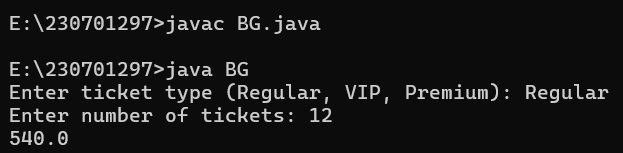 E:\230701297>javac BG.java
E:\230701297>java BG
Enter ticket type (Regular, VIP, Premium): Regular
Enter number of tickets: 12
540.0